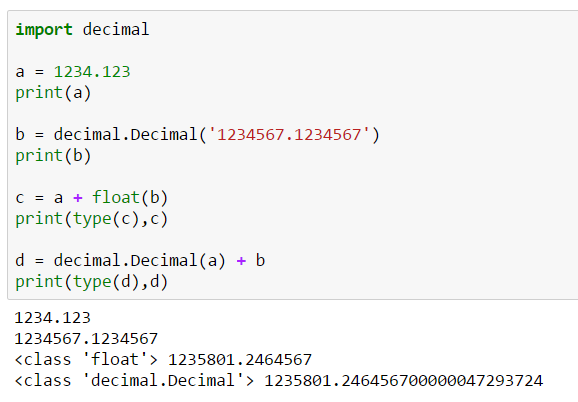 import decimal
a = 1234.123
print(a)
b = decimal.Decimal('1234567.1234567')
print(b)
c = a + float(b)
print(type(c),c)
d = decimal.Decimal(a) + b
print(type(d),d)
1234.123
1234567.1234567
<class 'float'> 1235801.2464567
<class 'decimal.Decimal'> 1235801.246456700000047293724